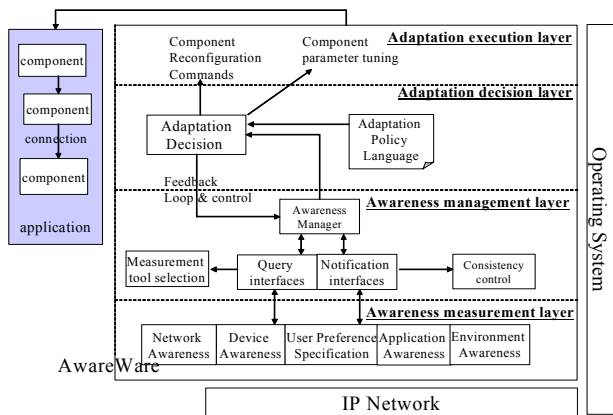 component
component
connection
component
application
Component
Reconfiguration
Commands
Component
parameter tuning
Adaptation execution layer
Adaptation decision layer
Adaptation
Decision
Adaptation
Policy
Language
Feedback
Loop & control
Awareness management layer
Awareness
Manager
Measurement
tool selection
Query
interfaces
Notification
interfaces
Consistency
control
Awareness measurement layer
Network
Awareness
Device
Awareness
User Preference
Specification
Application
Awareness
Environment
Awareness
AwareWare
IP Network
Operating System